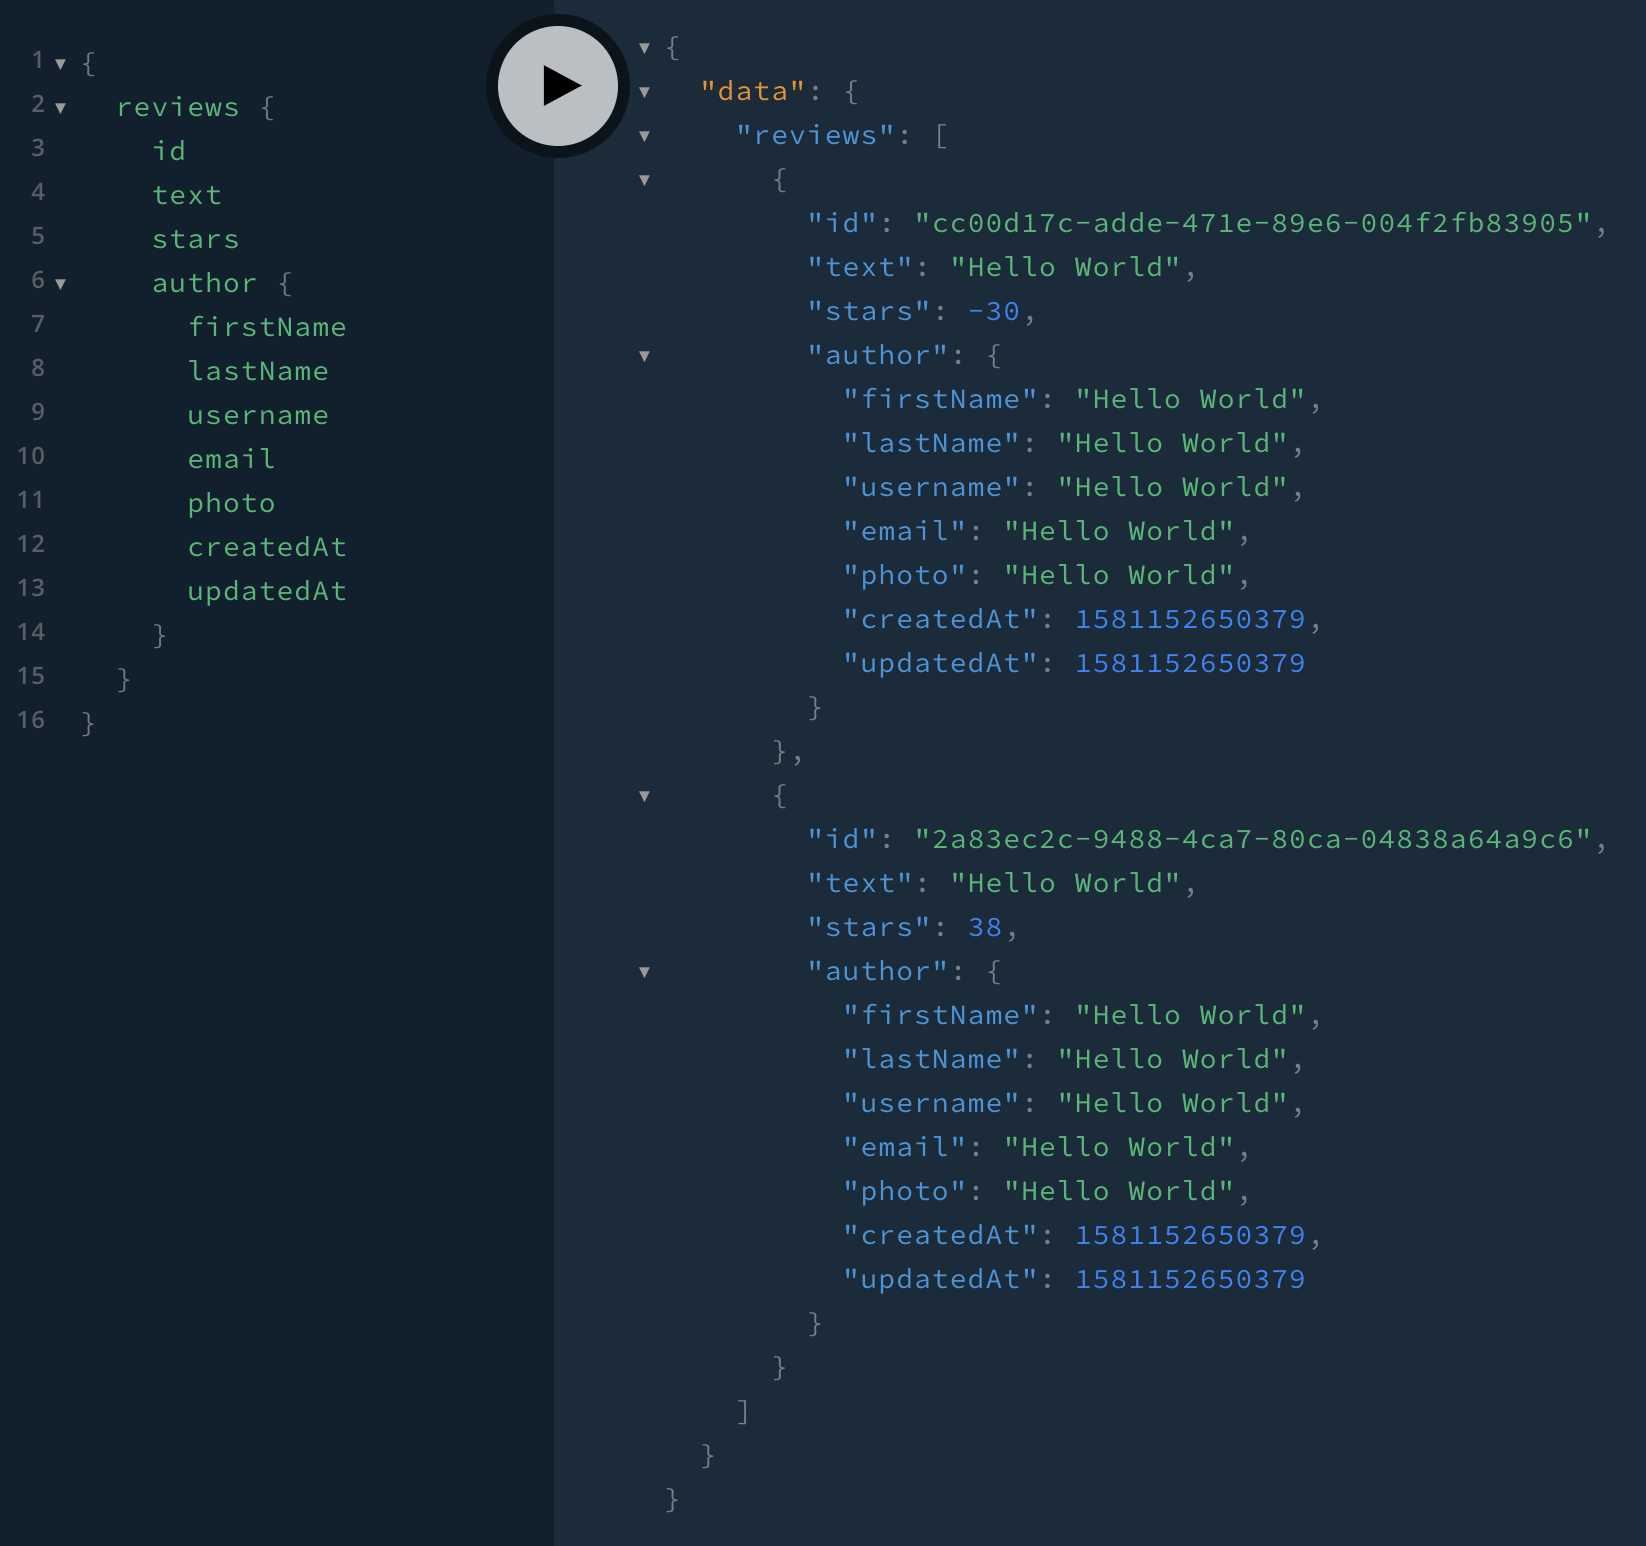 1 {
2 reviews {
3 id
4 text
5 stars
6 author {
7 firstName
8 lastName
9 username
10 email
11 photo
12 createdAt
13 updatedAt
14 }
15 }
16 }
{
"data": {
"reviews": [
{
"id": "cc00d17c-adde-471e-89e6-004f2fb83905",
"text": "Hello World",
"stars": -30,
"author": {
"firstName": "Hello World",
"lastName": "Hello World",
"username": "Hello World",
"email": "Hello World",
"photo": "Hello World",
"createdAt": 1581152650379,
"updatedAt": 1581152650379
}
},
{
"id": "2a83ec2c-9488-4ca7-80ca-04838a64a9c6",
"text": "Hello World",
"stars": 38,
"author": {
"firstName": "Hello World",
"lastName": "Hello World",
"username": "Hello World",
"email": "Hello World",
"photo": "Hello World",
"createdAt": 1581152650379,
"updatedAt": 1581152650379
}
}
]
}
}